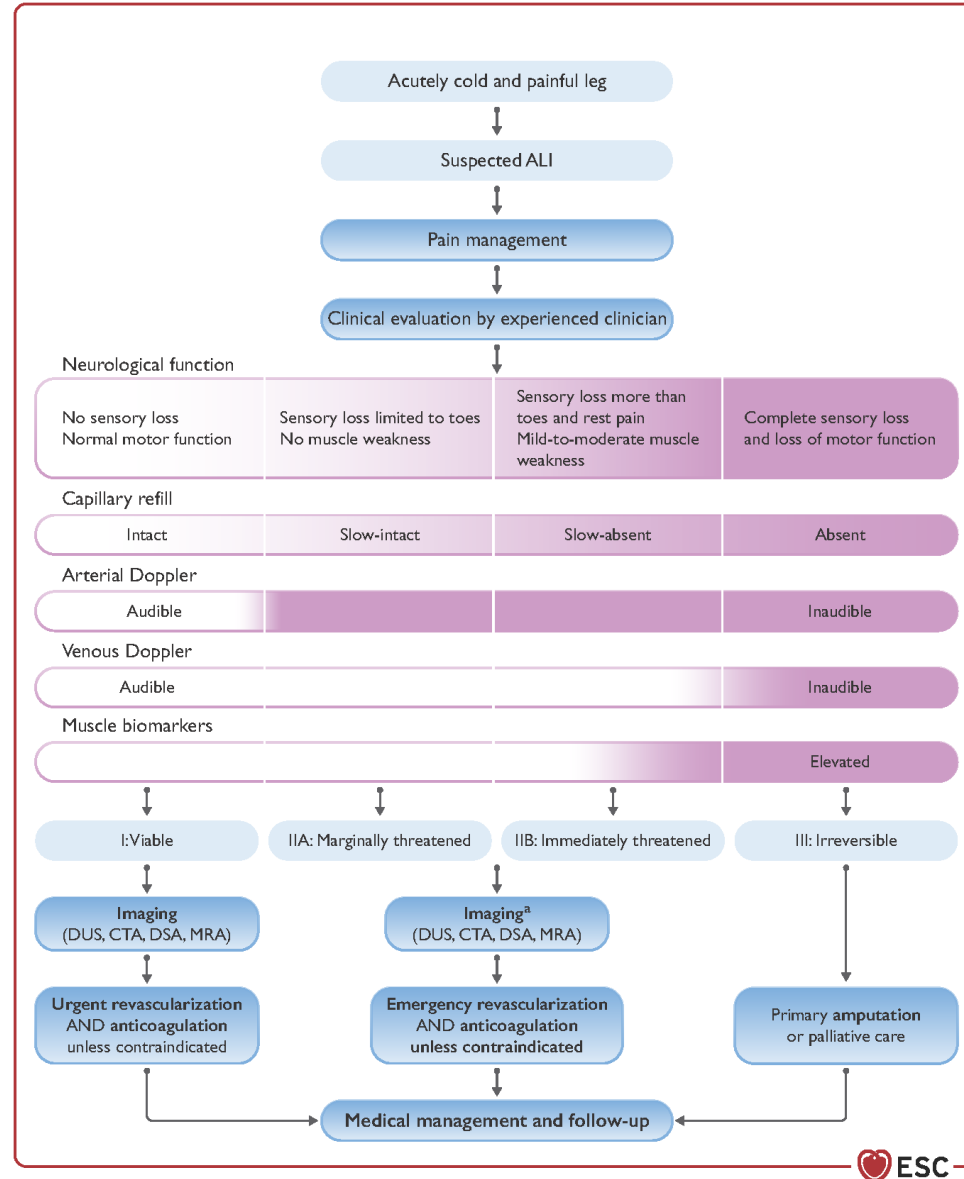 Acutely cold and painful leg
Suspected ALI
Pain management
Clinical evaluation by experienced clinician
Neurological function
No sensory loss
Normal motor function
Sensory loss limited to toes
No muscle weakness
Sensory loss more than
toes and rest pain
Mild-to-moderate muscle
weakness
Complete sensory loss
and loss of motor function
Capillary refill
Intact
Slow-intact
Slow-absent
Absent
Arterial Doppler
Audible
Inaudible
Venous Doppler
Audible
Inaudible
Muscle biomarkers
Elevated
I: Viable
IIA: Marginally threatened
IIB: Immediately threatened
III: Irreversible
Imaging
(DUS, CTA, DSA, MRA)
Imagingᵃ
(DUS, CTA, DSA, MRA)
Urgent revascularization
AND anticoagulation
unless contraindicated
Emergency revascularization
AND anticoagulation
unless contraindicated
Primary amputation
or palliative care
Medical management and follow-up
ESC